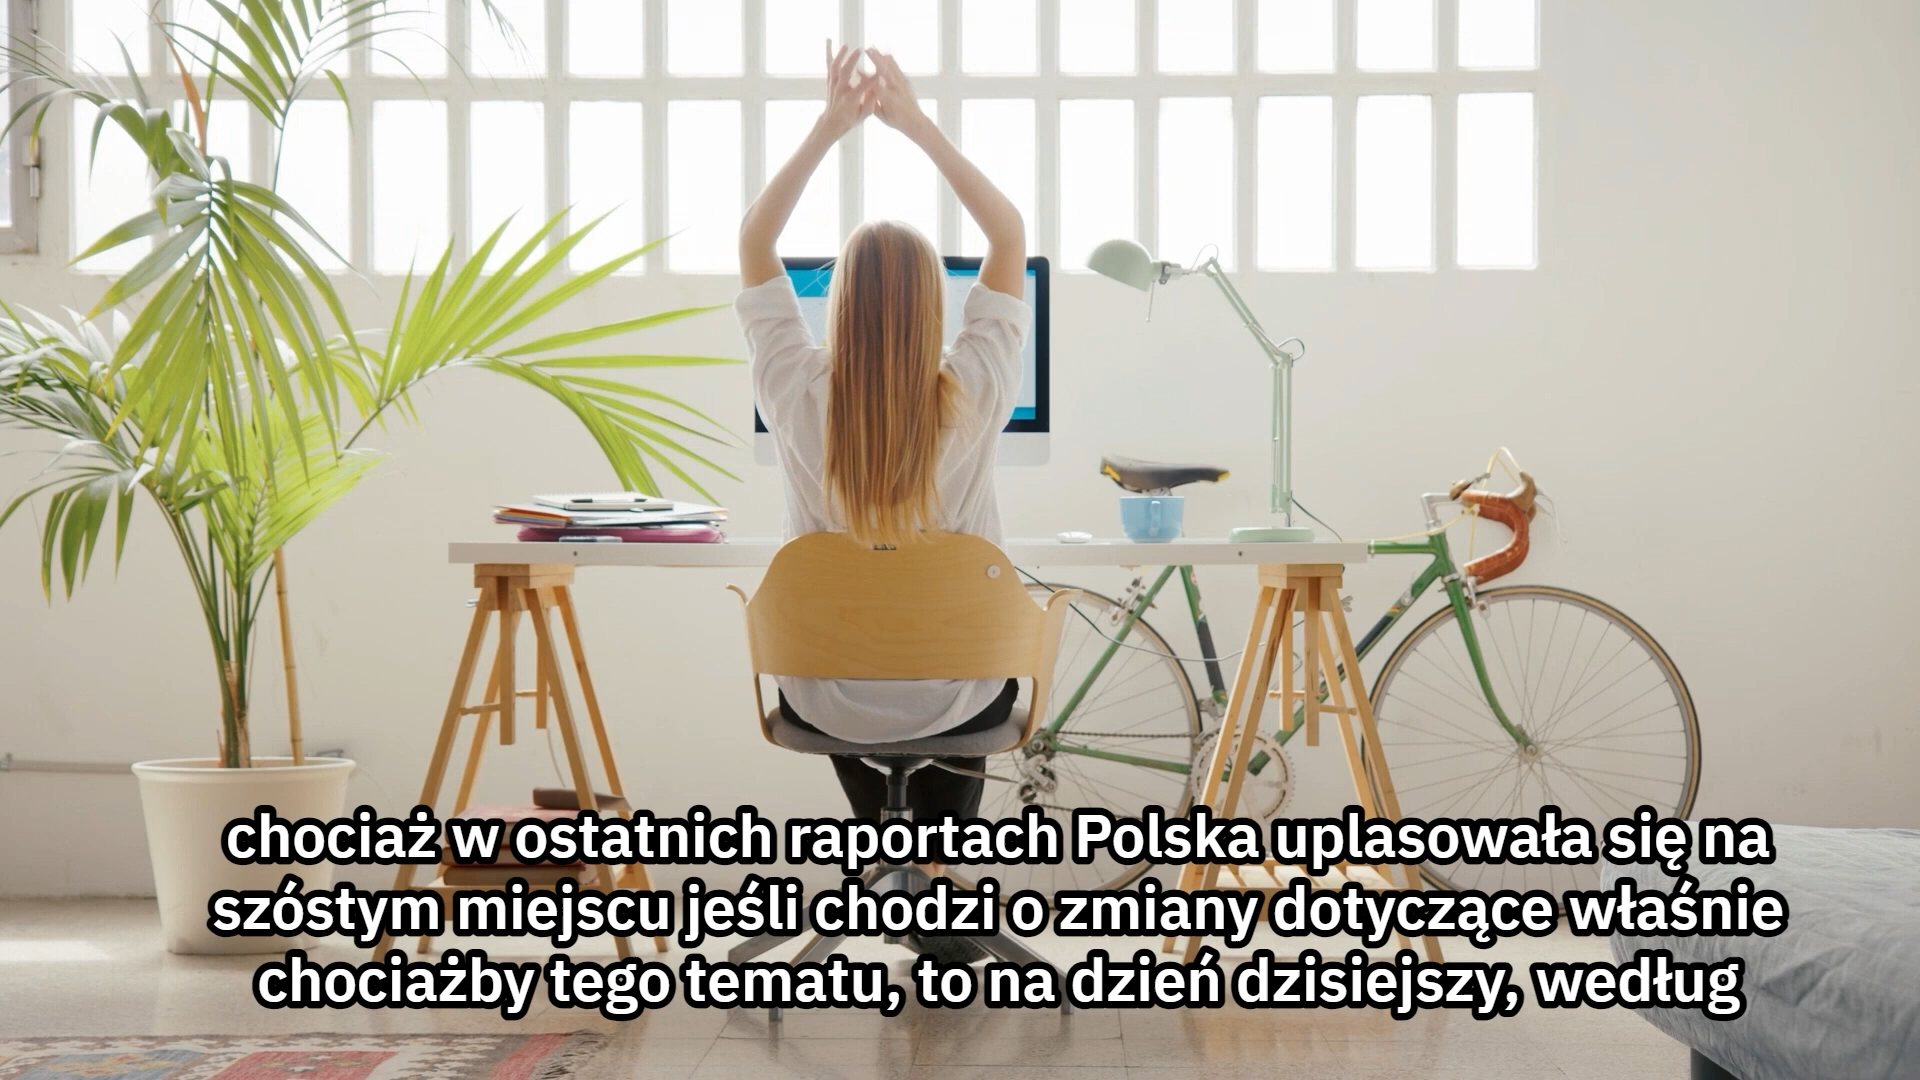 chociaż w ostatnich raportach Polska uplasowała się na
szóstym miejscu jeśli chodzi o zmiany dotyczące właśnie
chociażby tego tematu, to na dzień dzisiejszy, według